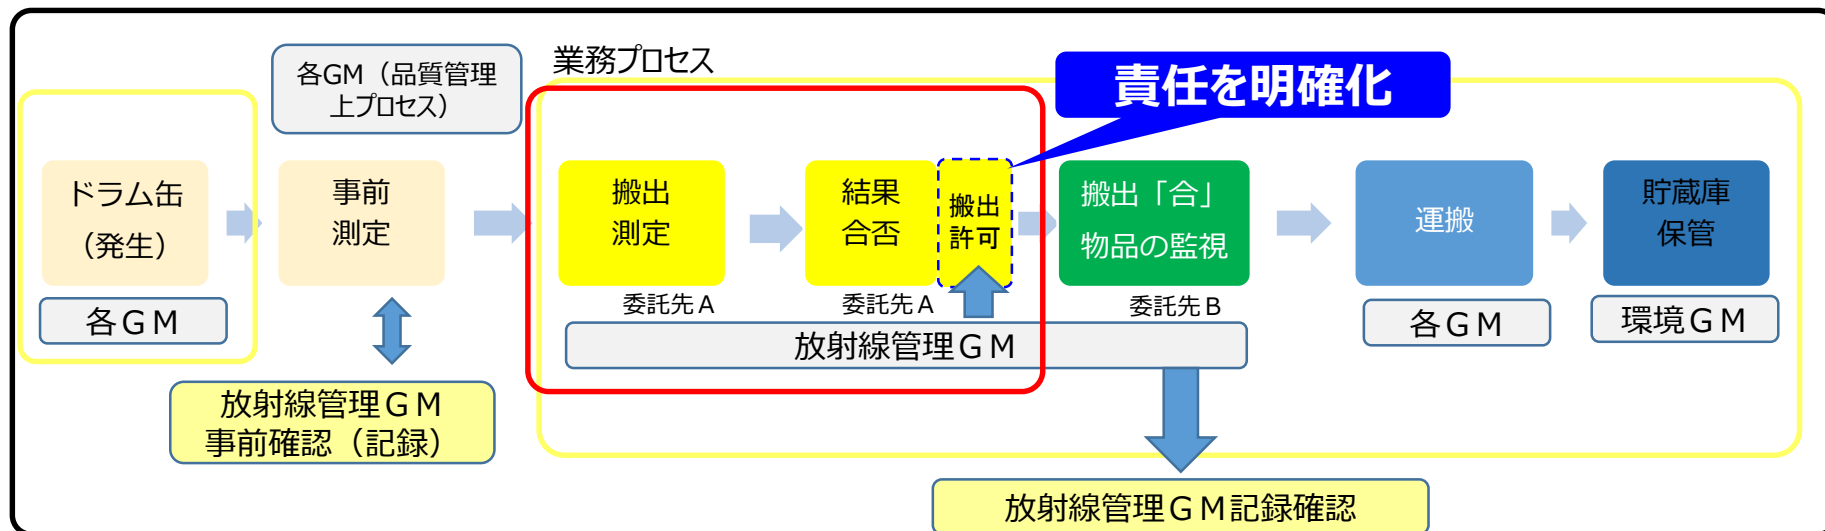 業務プロセス
各GM（品質管理
上プロセス）
責任を明確化
ドラム缶
（発生）
事前
測定
搬出
測定
結果
合否
搬出
許可
搬出「合」
物品の監視
運搬
貯蔵庫
保管
委託先Ａ
委託先Ａ
委託先Ｂ
各ＧＭ
放射線管理ＧＭ
各ＧＭ
環境ＧＭ
放射線管理ＧＭ
事前確認（記録）
放射線管理ＧＭ記録確認